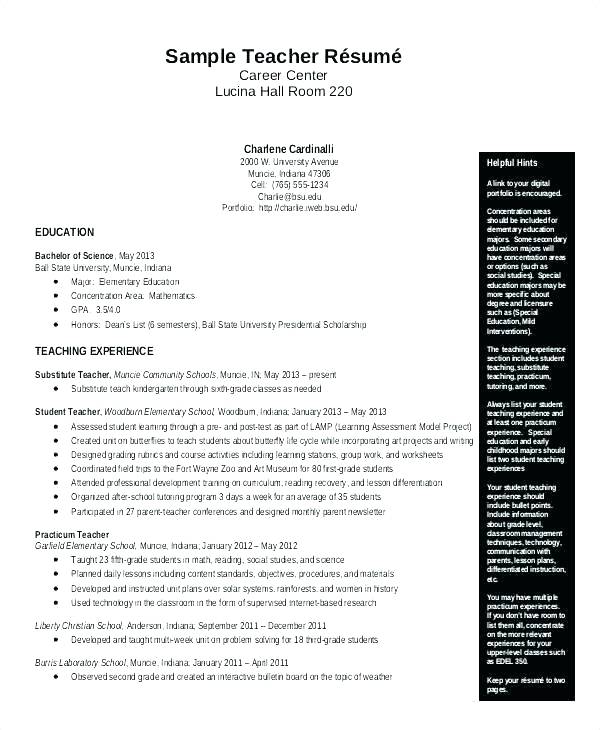 Sample Teacher Résumé
Career Center
Lucina Hall Room 220
Charlene Cardinalli
2000 W. University Avenue
Muncie, Indiana 47306
Cell: (765) 555-1234
Charlie@bsu.edu
Portfolio: http://charlie.iweb.bsu.edu/
EDUCATION
Bachelor of Science, May 2013
Ball State University, Muncie, Indiana
● Major: Elementary Education
● Concentration Area: Mathematics
● GPA: 3.5/4.0
● Honors: Dean's List (6 semesters), Ball State University Presidential Scholarship
TEACHING EXPERIENCE
Substitute Teacher, Muncie Community Schools, Muncie, IN; May 2013 – present
● Substitute teach kindergarten through sixth-grade classes as needed
Student Teacher, Woodburn Elementary School, Woodburn, Indiana; January 2013 – May 2013
● Assessed student learning through a pre- and post-test as part of LAMP (Learning Assessment Model Project)
● Created unit on butterflies to teach students about butterfly life cycle while incorporating art projects and writing
● Designed grading rubrics and course activities including learning stations, group work, and worksheets
● Coordinated field trips to the Fort Wayne Zoo and Art Museum for 80 first-grade students
● Attended professional development training on curriculum, reading recovery, and lesson differentiation
● Organized after-school tutoring program 3 days a week for an average of 35 students
● Participated in 27 parent-teacher conferences and designed monthly parent newsletter
Practicum Teacher
Garfield Elementary School, Muncie, Indiana; January 2012 – May 2012
● Taught 23 fifth-grade students in math, reading, social studies, and science
● Planned daily lessons including content standards, objectives, procedures, and materials
● Developed and instructed unit plans over solar systems, rainforests, and women in history
● Used technology in the classroom in the form of supervised Internet-based research
Liberty Christian School, Anderson, Indiana; September 2011 – December 2011
● Developed and taught multi-week unit on problem solving for 18 third-grade students
Burris Laboratory School, Muncie, Indiana; January 2011 – April 2011
● Observed second grade and created an interactive bulletin board on the topic of weather
Helpful Hints
A link to your digital
portfolio is encouraged.
Concentration areas
should be included for
elementary education
majors. Some secondary
education majors will
have concentration areas
or options (such as
social studies). Special
education majors may be
more specific about
degree and licensure
such as (Special
Education, Mild
Interventions).
The teaching experience
section includes student
teaching, substitute
teaching, practicum,
tutoring, and more.
Always list your student
teaching experience and
at least one practicum
experience. Special
education and early
childhood majors should
list two student teaching
experiences
Your student teaching
experience should
include bullet points.
Include information
about grade level,
classroom management
techniques, technology,
communication with
parents, lesson plans,
differentiated instruction,
etc.
You may have multiple
practicum experiences.
If you don't have room to
list them all, concentrate
on the more relevant
experiences for your
upper-level classes such
as EDEL 350.
Keep your résumé to two
pages.